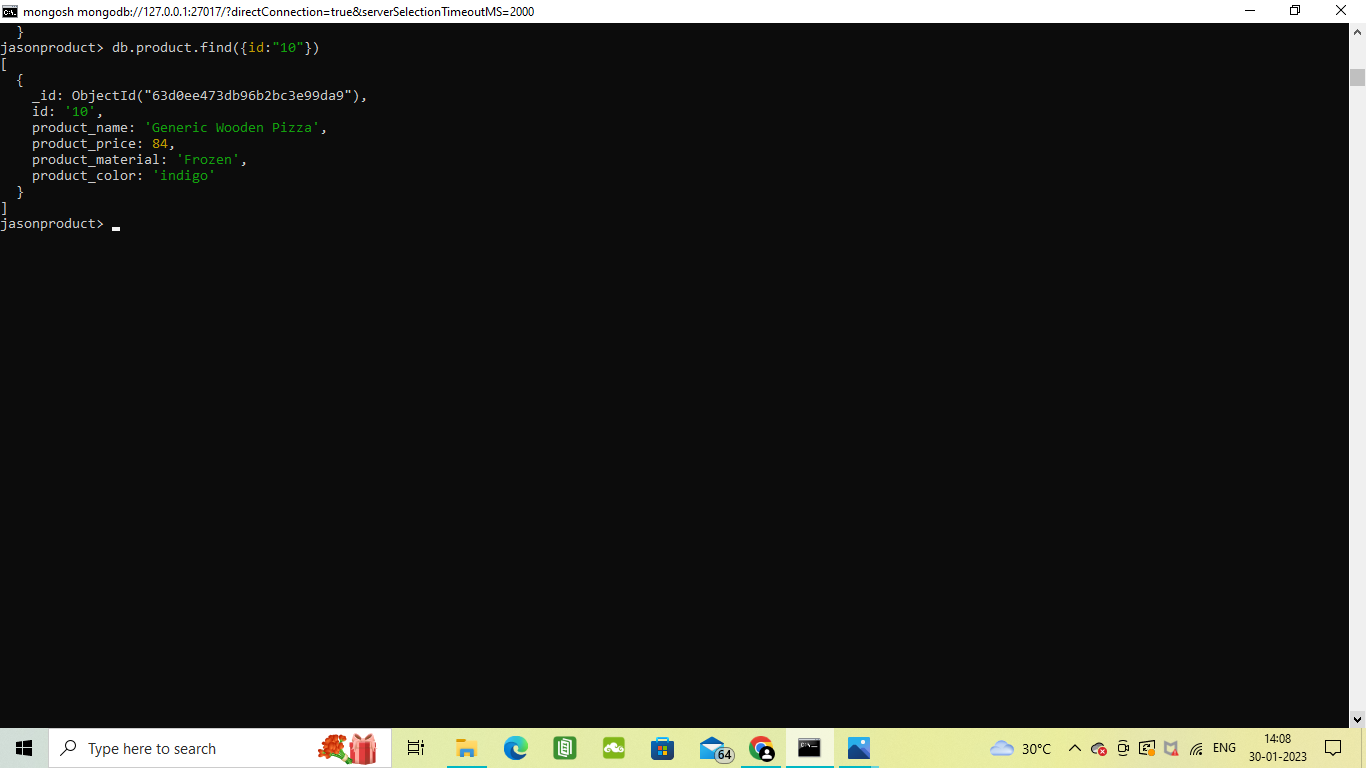 mongosh mongodb://127.0.0.1:27017/?directConnection=true&serverSelectionTimeoutMS=2000
}
jasonproduct> db.product.find({id:"10"})
[
{
_id: ObjectId("63d0ee473db96b2bc3e99da9"),
id: '10',
product_name: 'Generic Wooden Pizza',
product_price: 84,
product_material: 'Frozen',
product_color: 'indigo'
}
]
jasonproduct>
Type here to search
64
30°C
ENG
14:08
30-01-2023